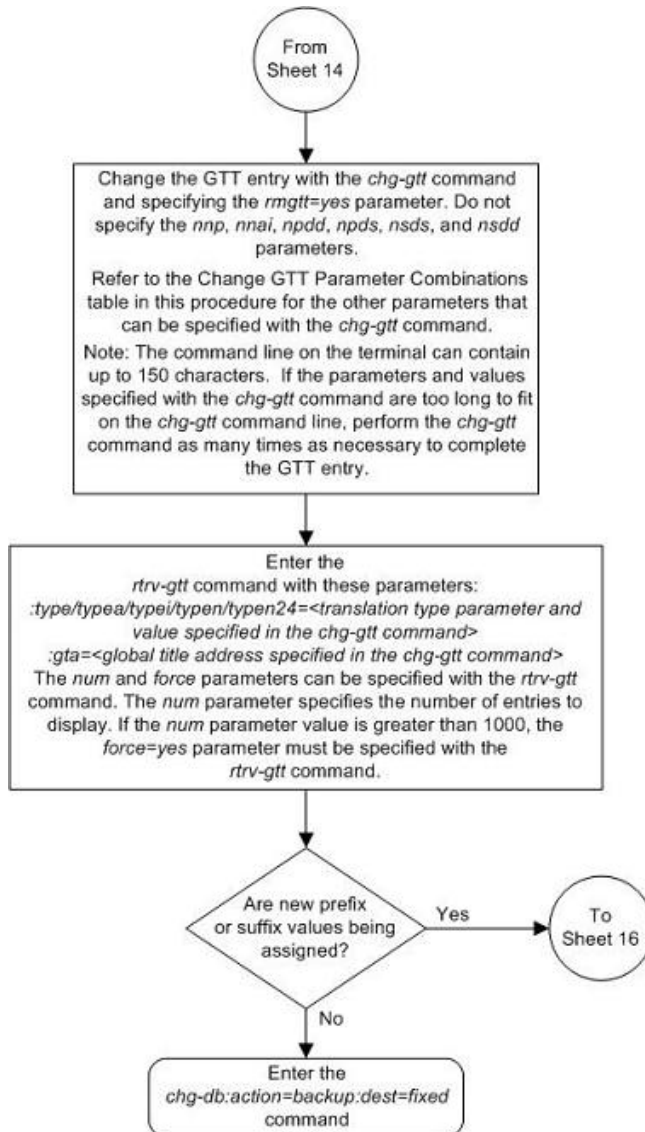 From
Sheet 14
Change the GTT entry with the chg-gtt command
and specifying the rmgtt=yes parameter. Do not
specify the nnp, nnai, npdd, npds, nsds, and nsdd
parameters.
Refer to the Change GTT Parameter Combinations
table in this procedure for the other parameters that
can be specified with the chg-gtt command.
Note: The command line on the terminal can contain
up to 150 characters. If the parameters and values
specified with the chg-gtt command are too long to fit
on the chg-gtt command line, perform the chg-gtt
command as many times as necessary to complete
the GTT entry.
Enter the
rtrv-gtt command with these parameters:
:type/typea/typei/typen/typen24=<translation type parameter and
value specified in the chg-gtt command>
:gta=<global title address specified in the chg-gtt command>
The num and force parameters can be specified with the rtrv-gtt
command. The num parameter specifies the number of entries to
display. If the num parameter value is greater than 1000, the
force=yes parameter must be specified with the
rtrv-gtt command.
Are new prefix
or suffix values being
assigned?
Yes
To
Sheet 16
No
Enter the
chg-db:action=backup:dest=fixed
command